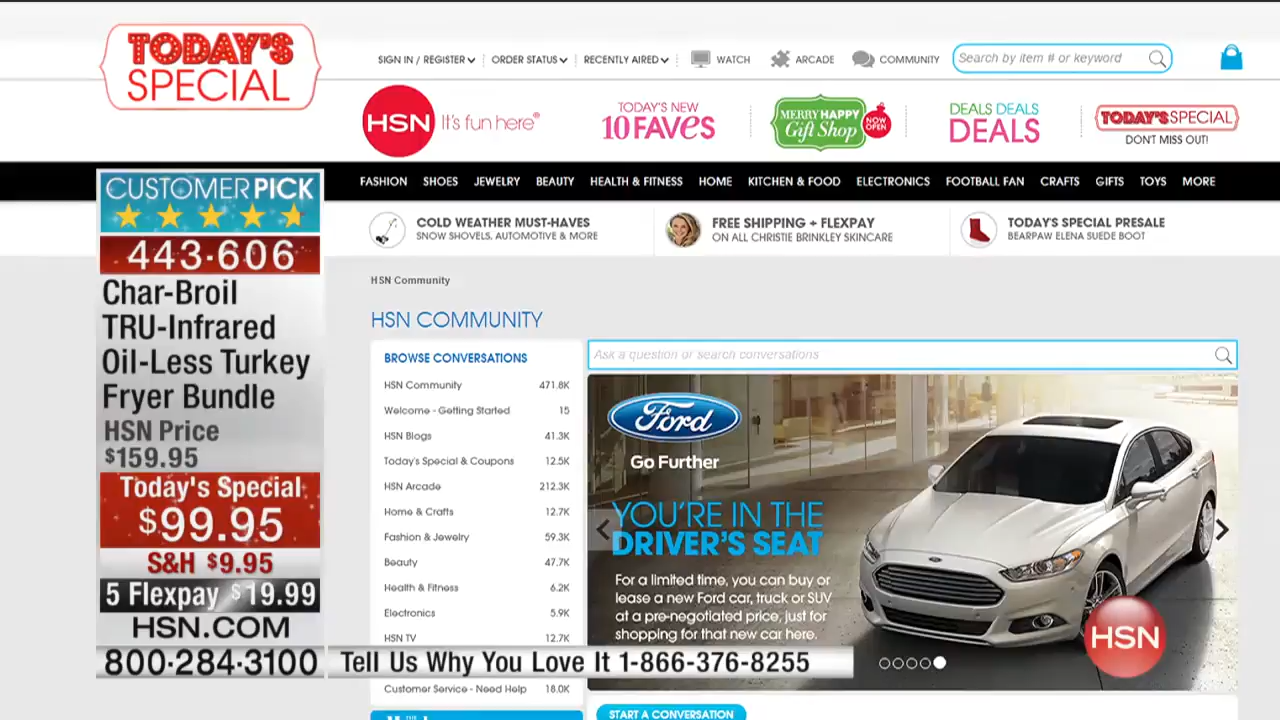 TODAY'S
SPECIAL
CUSTOMER PICK
443-606
Char-Broil
TRU-Infrared
Oil-Less Turkey
Fryer Bundle
HSN Price
$159.95
Today's Special
$99.95
S&H $9.95
5 Flexpay $19.99
HSN.COM
800-284-3100
SIGN IN / REGISTER
ORDER STATUS
RECENTLY AIRED
WATCH
ARCADE
COMMUNITY
Search by item # or keyword
HSN It's fun here®
TODAY'S NEW
10 FAVES
MERRY HAPPY
Gift Shop
NOW
OPEN
DEALS DEALS
DEALS
TODAY'S SPECIAL
DON'T MISS OUT!
FASHION SHOES JEWELRY BEAUTY HEALTH & FITNESS HOME KITCHEN & FOOD ELECTRONICS FOOTBALL FAN CRAFTS GIFTS TOYS MORE
COLD WEATHER MUST-HAVES
SNOW SHOVELS, AUTOMOTIVE & MORE
FREE SHIPPING + FLEXPAY
ON ALL CHRISTIE BRINKLEY SKINCARE
TODAY'S SPECIAL PRESALE
BEARPAW ELENA SUEDE BOOT
HSN Community
HSN COMMUNITY
BROWSE CONVERSATIONS
HSN Community 471.8K
Welcome - Getting Started 15
HSN Blogs 41.3K
Today's Special & Coupons 12.5K
HSN Arcade 212.3K
Home & Crafts 12.7K
Fashion & Jewelry 59.3K
Beauty 47.7K
Health & Fitness 6.2K
Electronics 5.9K
HSN TV 12.7K
Customer Service - Need Help 18.0K
Ask a question or search conversations
Ford
Go Further
YOU'RE IN THE
DRIVER'S SEAT
For a limited time, you can buy or
lease a new Ford car, truck or SUV
at a pre-negotiated price, just for
shopping for that new car here.
HSN
Tell Us Why You Love It 1-866-376-8255
START A CONVERSATION